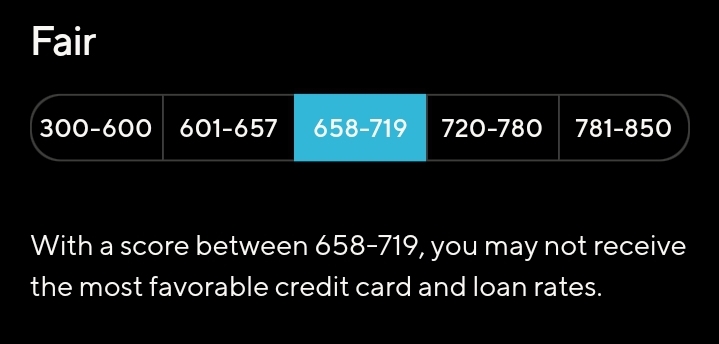 Fair
300-600 601-657 658-719 720-780 781-850
With a score between 658-719, you may not receive
the most favorable credit card and loan rates.